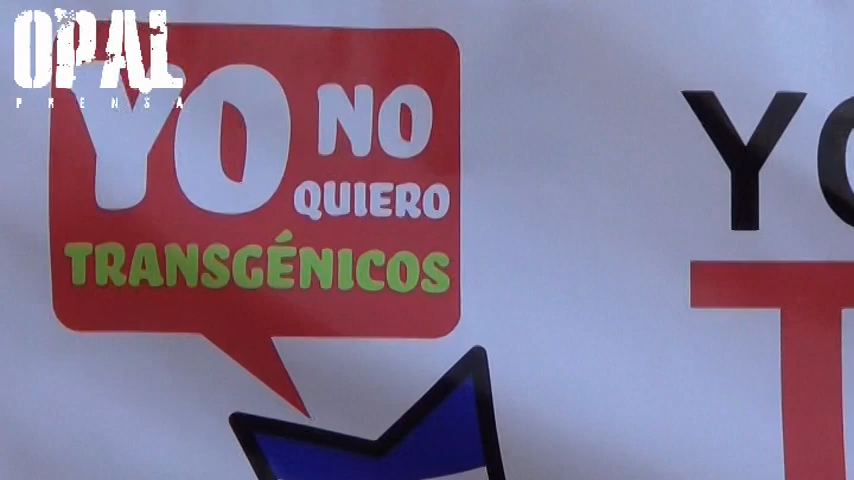 OPAL
PRENSA
YO NO
QUIERO
TRANSGÉNICOS